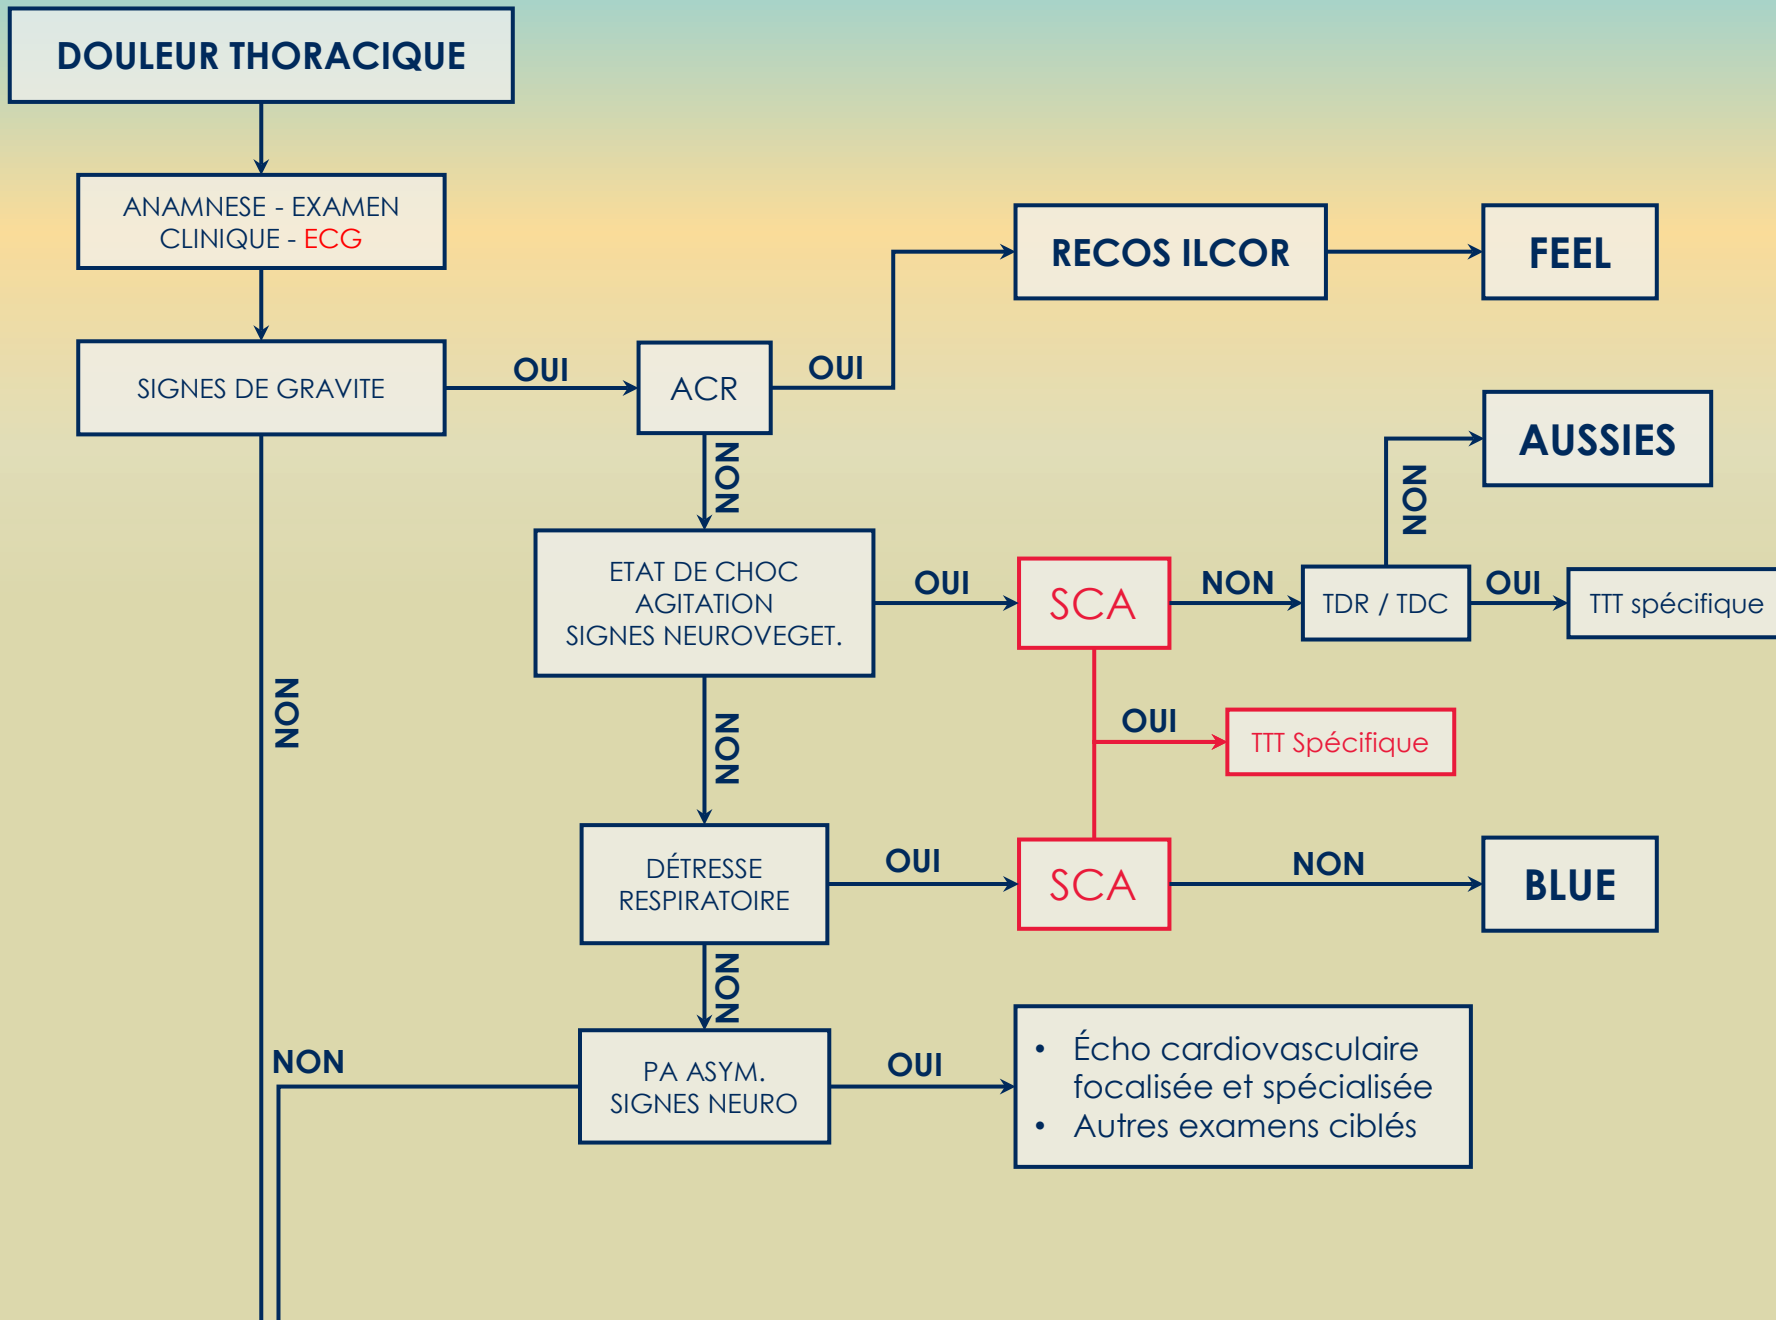 DOULEUR THORACIQUE
ANAMNESE - EXAMEN
CLINIQUE - ECG
RECOS ILCOR
FEEL
SIGNES DE GRAVITE
OUI
ACR
OUI
NON
AUSSIES
NON
ETAT DE CHOC
AGITATION
SIGNES NEUROVEGET.
OUI
SCA
NON
TDR / TDC
OUI
TTT spécifique
NON
NON
OUI
TTT Spécifique
DÉTRESSE
RESPIRATOIRE
OUI
SCA
NON
BLUE
NON
NON
PA ASYM.
SIGNES NEURO
OUI
• Écho cardiovasculaire
focalisée et spécialisée
• Autres examens ciblés